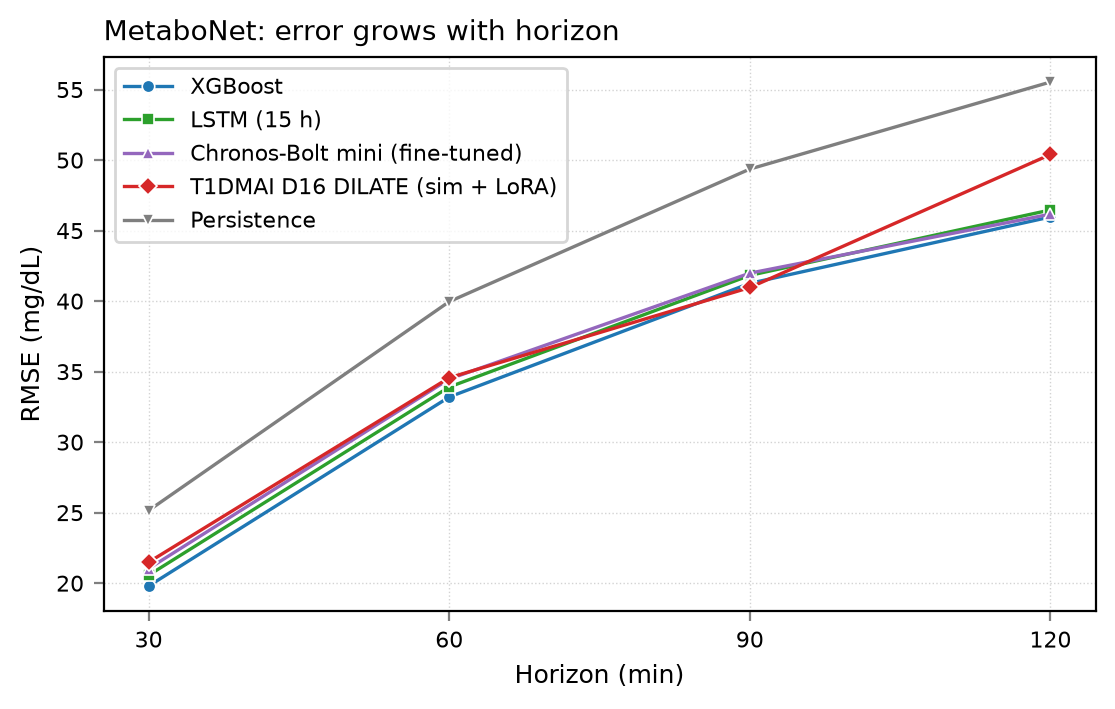 MetaboNet: error grows with horizon
XGBoost
LSTM (15 h)
Chronos-Bolt mini (fine-tuned)
T1DMAI D16 DILATE (sim + LoRA)
Persistence
RMSE (mg/dL)
55
50
45
40
35
30
25
20
30 60 90 120
Horizon (min)